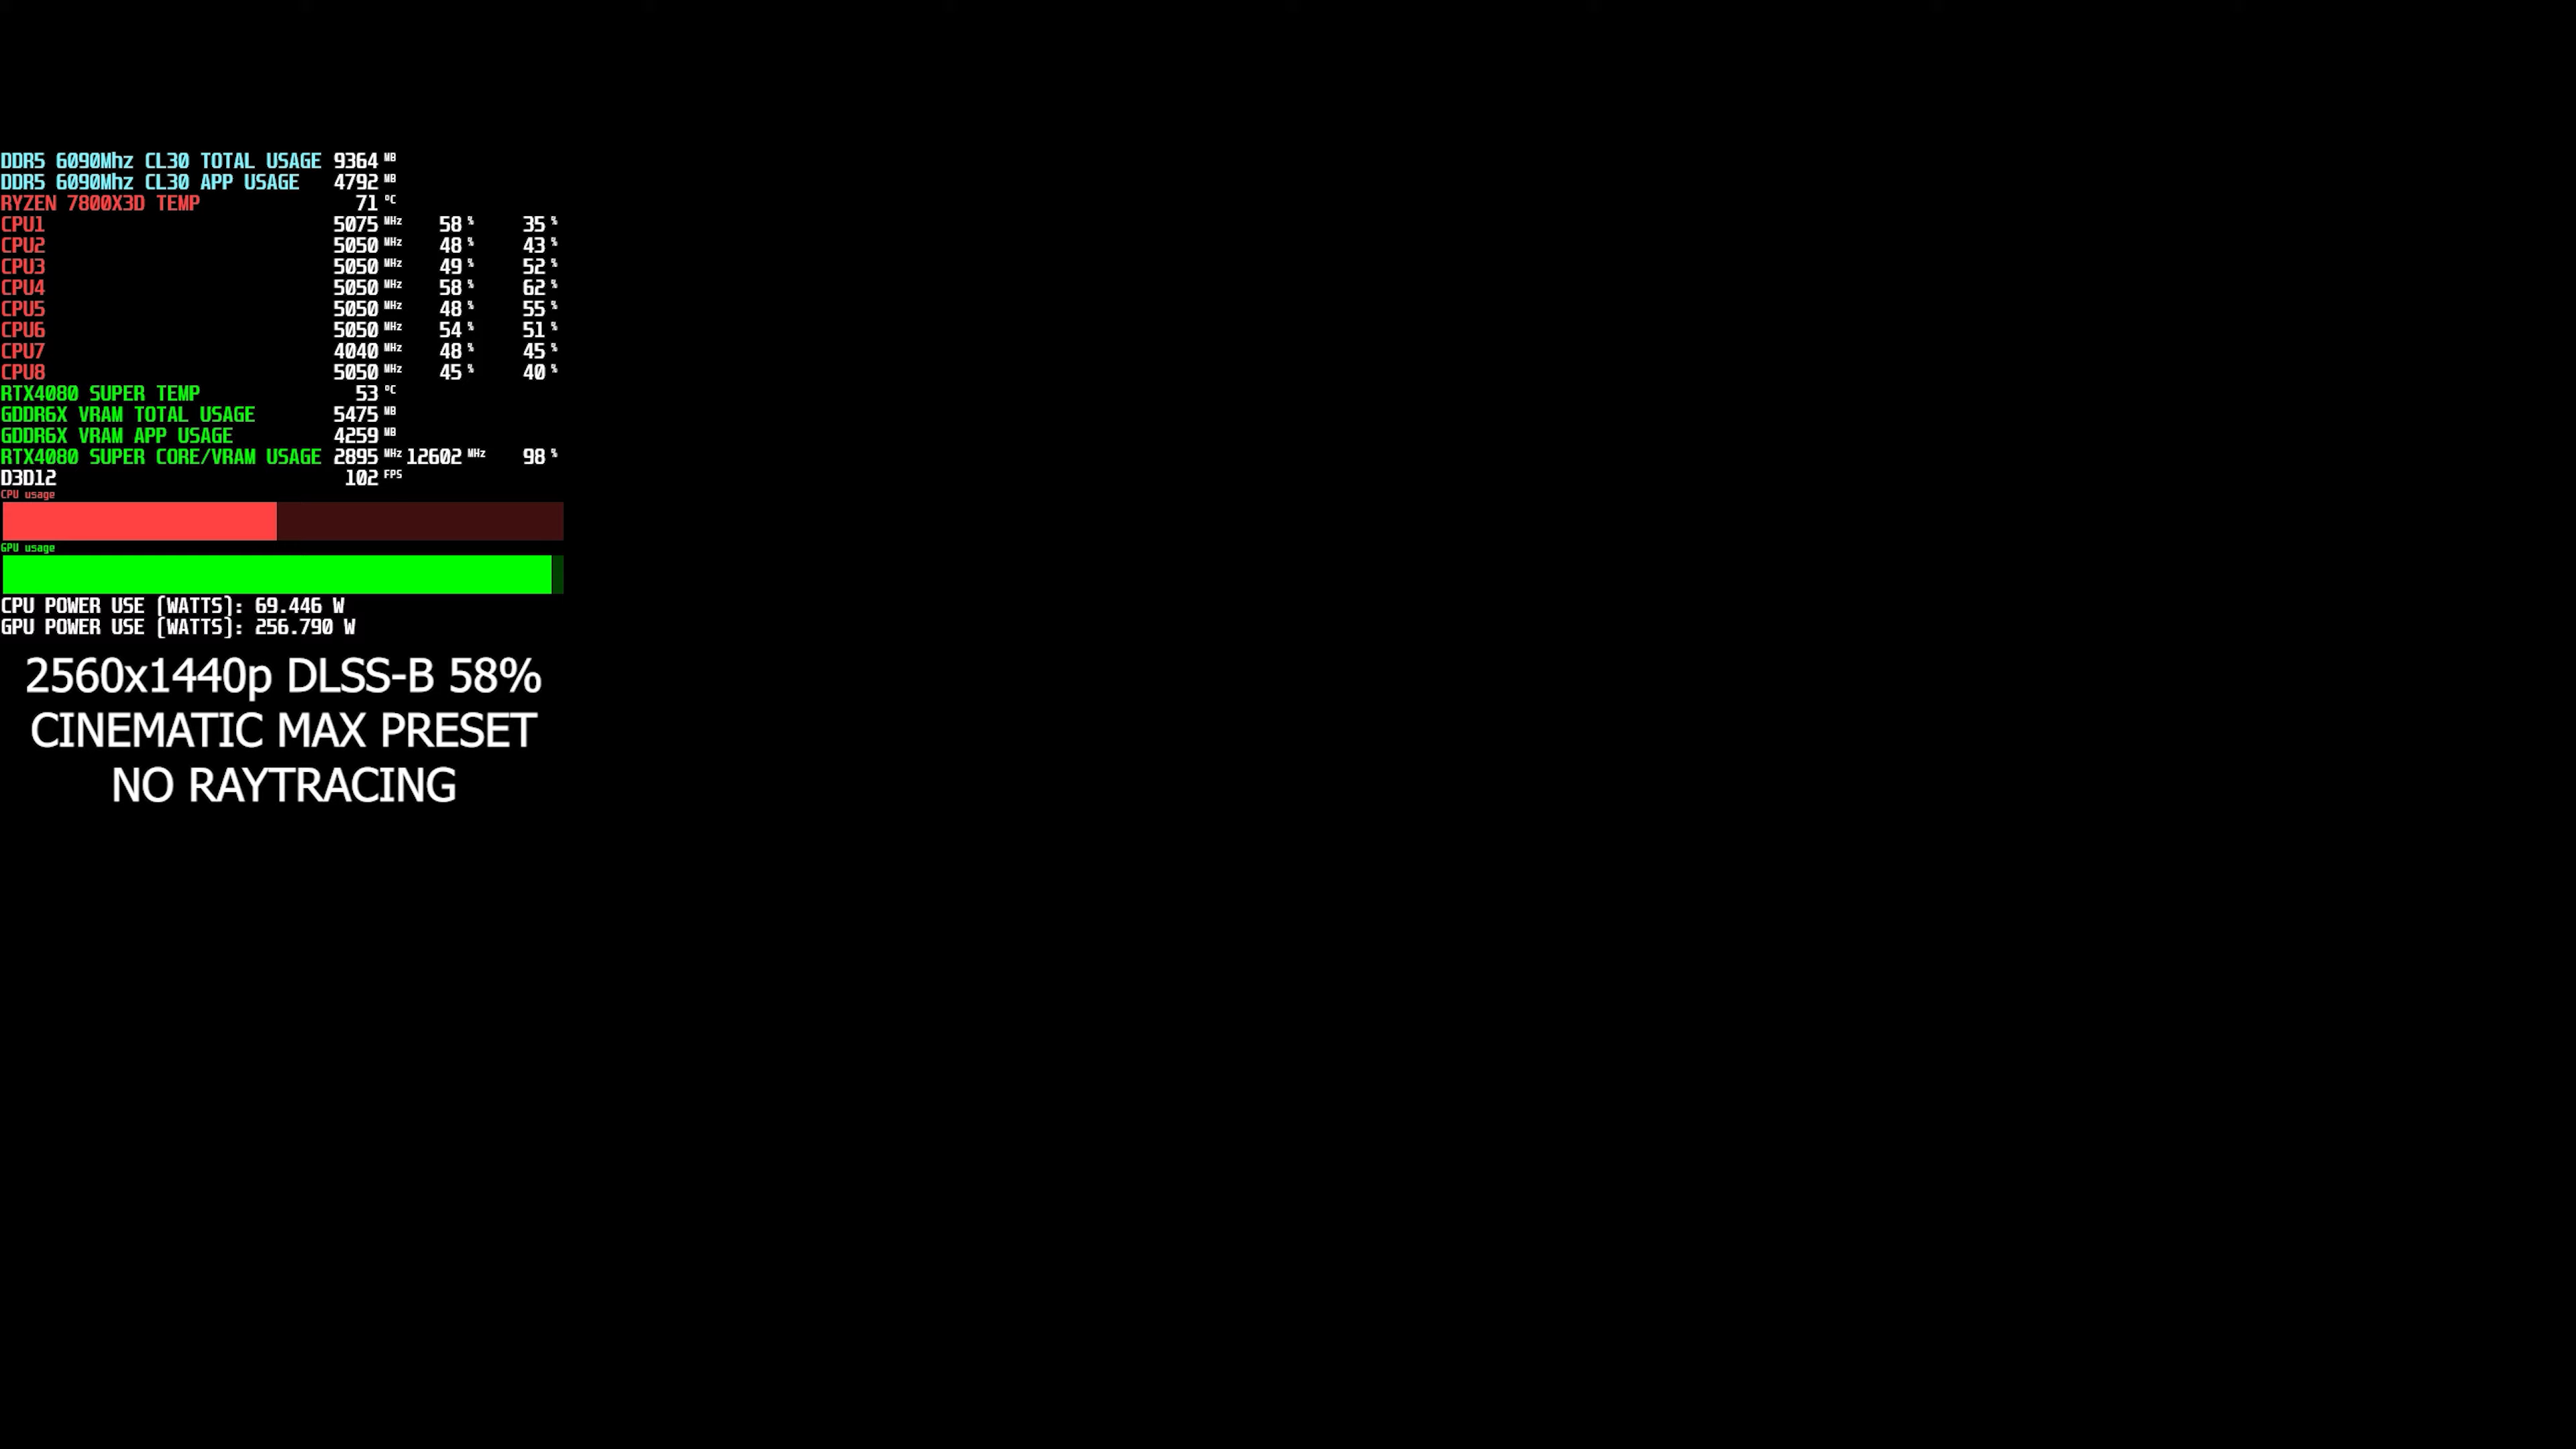 DDR5 6090Mhz CL30 TOTAL USAGE 9364 MB
DDR5 6090Mhz CL30 APP USAGE 4792 MB
RYZEN 7800X3D TEMP 71 °C
CPU1 5075 MHz 58 % 35 %
CPU2 5050 MHz 48 % 43 %
CPU3 5050 MHz 49 % 52 %
CPU4 5050 MHz 58 % 62 %
CPU5 5050 MHz 48 % 55 %
CPU6 5050 MHz 54 % 51 %
CPU7 4040 MHz 48 % 45 %
CPU8 5050 MHz 45 % 40 %
RTX4080 SUPER TEMP 53 °C
GDDR6X VRAM TOTAL USAGE 5475 MB
GDDR6X VRAM APP USAGE 4259 MB
RTX4080 SUPER CORE/VRAM USAGE 2895 MHz 12602 MHz 98 %
D3D12 102 FPS
CPU usage
GPU usage
CPU POWER USE [WATTS]: 69.446 W
GPU POWER USE [WATTS]: 256.790 W
2560x1440p DLSS-B 58%
CINEMATIC MAX PRESET
NO RAYTRACING